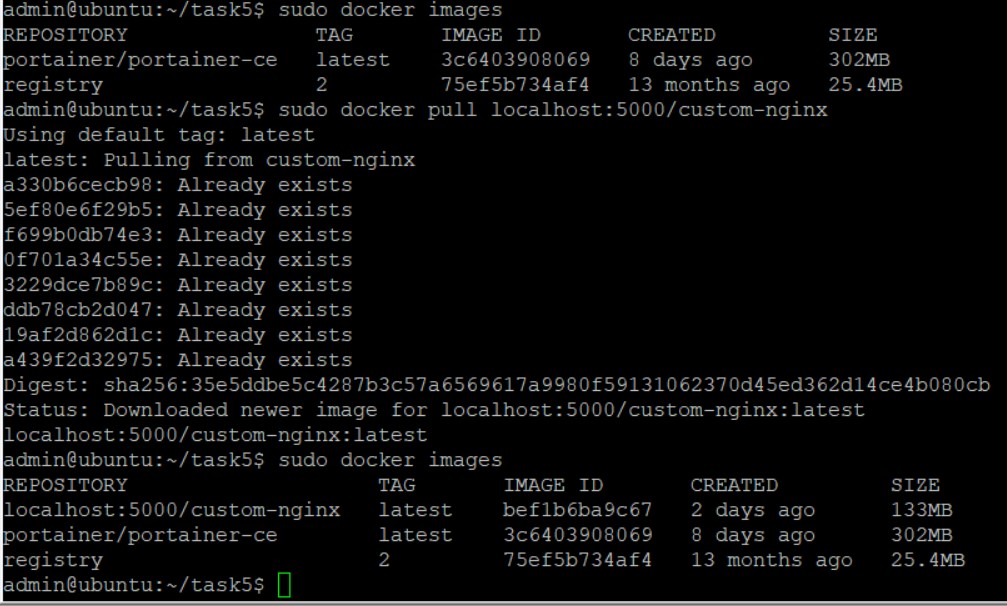 admin@ubuntu:~/task5$ sudo docker images
REPOSITORY TAG IMAGE ID CREATED SIZE
portainer/portainer-ce latest 3c6403908069 8 days ago 302MB
registry 2 75ef5b734af4 13 months ago 25.4MB
admin@ubuntu:~/task5$ sudo docker pull localhost:5000/custom-nginx
Using default tag: latest
latest: Pulling from custom-nginx
a330b6cecb98: Already exists
5ef80e6f29b5: Already exists
f699b0db74e3: Already exists
0f701a34c55e: Already exists
3229dce7b89c: Already exists
ddb78cb2d047: Already exists
19af2d862d1c: Already exists
a439f2d32975: Already exists
Digest: sha256:35e5ddbe5c4287b3c57a6569617a9980f59131062370d45ed362d14ce4b080cb
Status: Downloaded newer image for localhost:5000/custom-nginx:latest
localhost:5000/custom-nginx:latest
admin@ubuntu:~/task5$ sudo docker images
REPOSITORY TAG IMAGE ID CREATED SIZE
localhost:5000/custom-nginx latest bef1b6ba9c67 2 days ago 133MB
portainer/portainer-ce latest 3c6403908069 8 days ago 302MB
registry 2 75ef5b734af4 13 months ago 25.4MB
admin@ubuntu:~/task5$